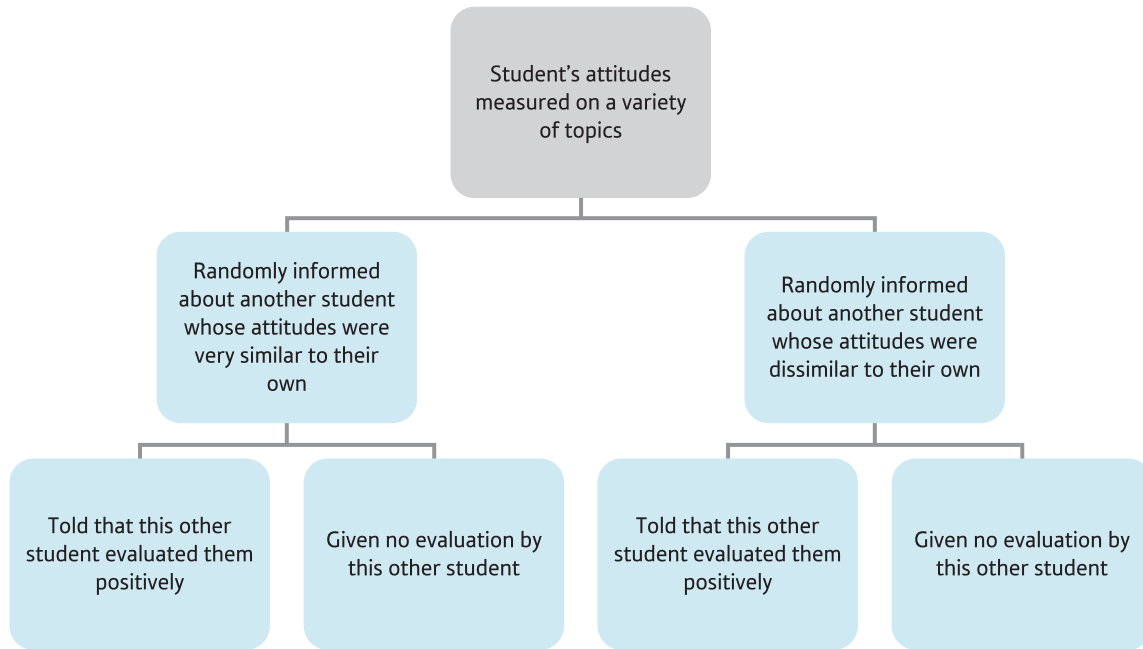 Student’s attitudes
measured on a variety
of topics
Randomly informed
about another student
whose attitudes were
very similar to their
own
Randomly informed
about another student
whose attitudes were
dissimilar to their own
Told that this other
student evaluated them
positively
Given no evaluation by
this other student
Told that this other
student evaluated them
positively
Given no evaluation by
this other student